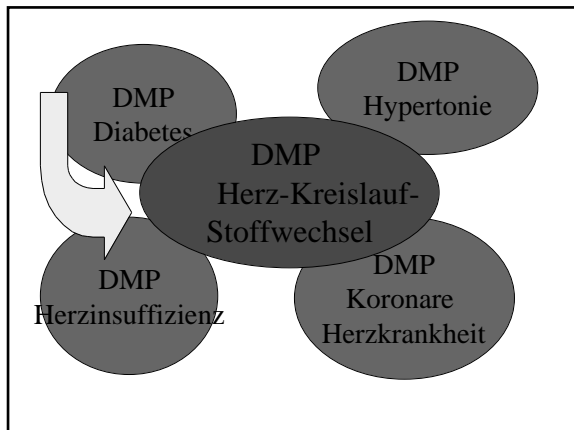 DMP
Diabetes
DMP
Hypertonie
DMP
Herz-Kreislauf-
Stoffwechsel
DMP
Herzinsuffizienz
DMP
Koronare
Herzkrankheit